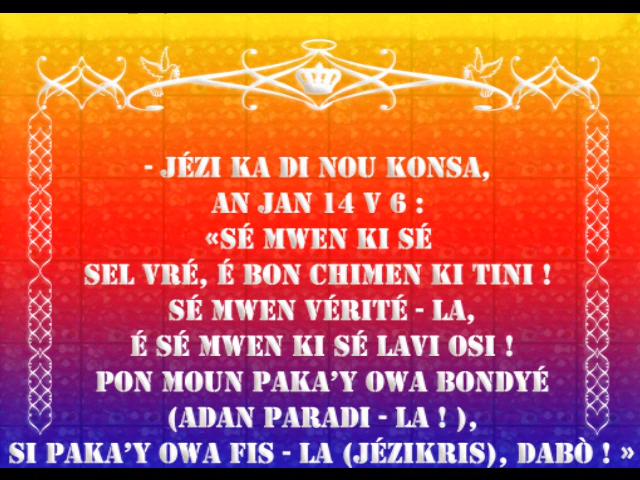 - JÉZI KA DI NOU KONSA,
AN JAN 14 V 6 :
«SÉ MWEN KI SÉ
SEL VRÉ, É BON CHIMEN KI TINI !
SÉ MWEN VÉRITÉ - LA,
É SÉ MWEN KI SÉ LAVI OSI !
PON MOUN PAKA'Y OWA BONDYÉ
(ADAN PARADI - LA ! ),
SI PAKA'Y OWA FIS - LA (JÉZIKRIS), DABÒ ! »